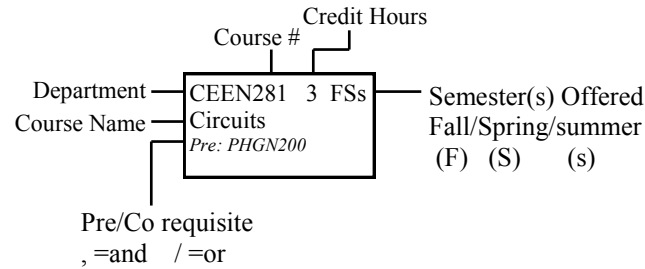 Credit Hours
Course #
Department
CEEN281 3 FSs
Semester(s) Offered
Course Name
Circuits
Fall/Spring/summer
Pre: PHGN200
(F) (S) (s)
Pre/Co requisite
, =and / =or